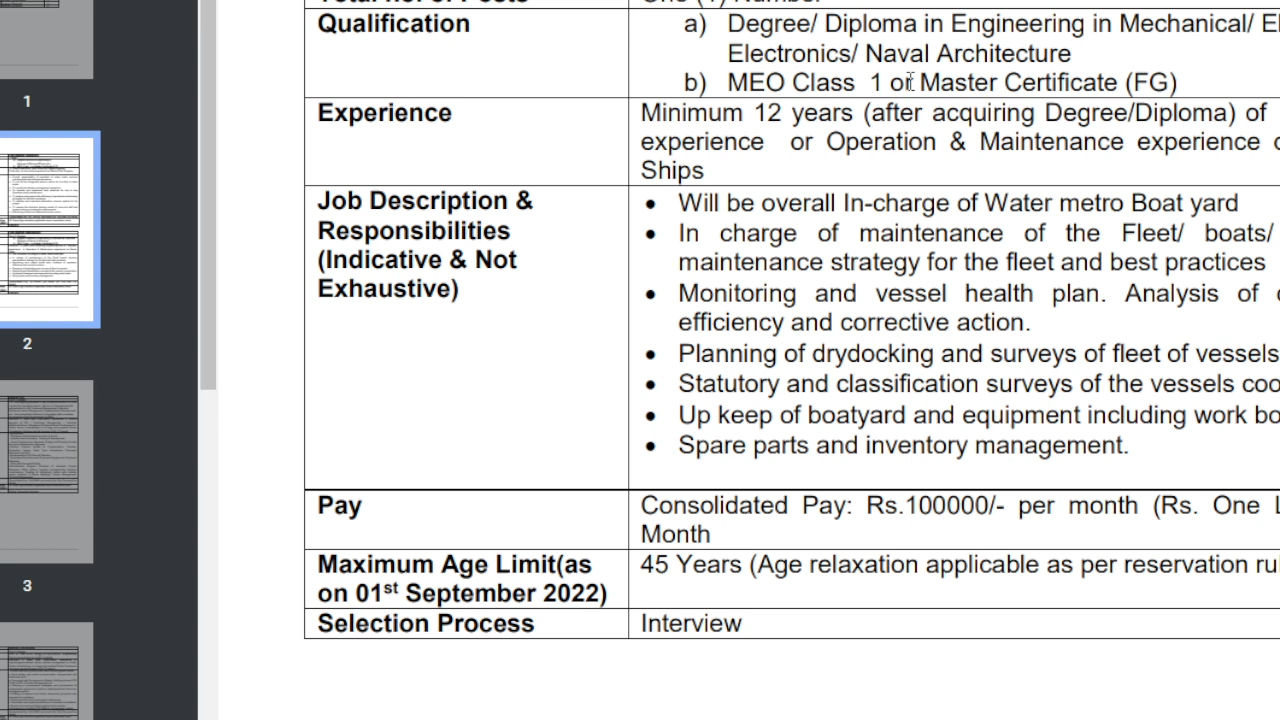 Total no. of Posts One (1) Number
Qualification a) Degree/ Diploma in Engineering in Mechanical/
Electronics/ Naval Architecture
b) MEO Class 1 or Master Certificate (FG)
Experience Minimum 12 years (after acquiring Degree/Diploma) of
experience or Operation & Maintenance experience
Ships
Job Description & Responsibilities (Indicative & Not Exhaustive)
• Will be overall In-charge of Water metro Boat yard
• In charge of maintenance of the Fleet/ boats/
maintenance strategy for the fleet and best practices
• Monitoring and vessel health plan. Analysis of
efficiency and corrective action.
• Planning of drydocking and surveys of fleet of vessels
• Statutory and classification surveys of the vessels
• Up keep of boatyard and equipment including work
• Spare parts and inventory management.
Pay Consolidated Pay: Rs.100000/- per month (Rs. One
Month
Maximum Age Limit(as
on 01st September 2022) 45 Years (Age relaxation applicable as per reservation
Selection Process Interview
1
2
3